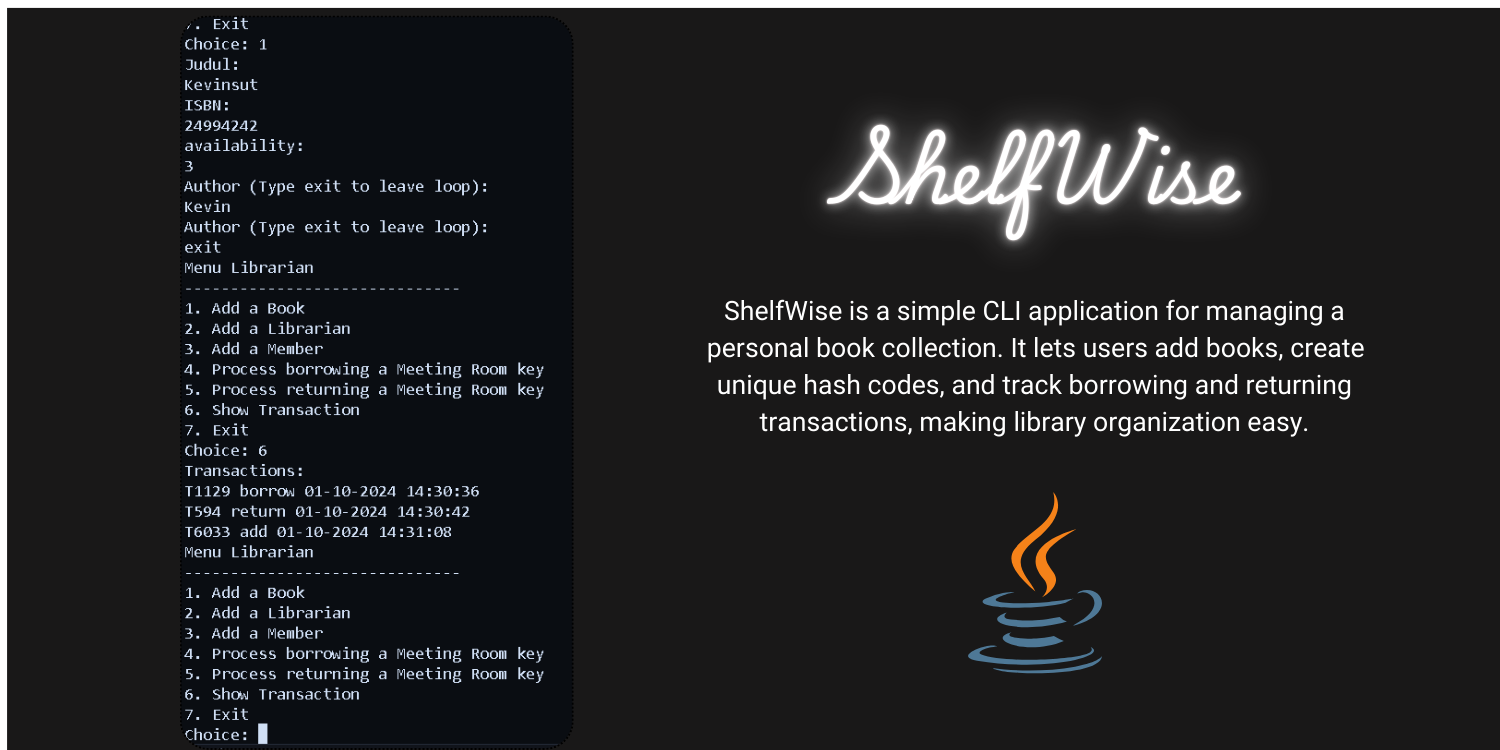 7. Exit
Choice: 1
Judul:
Kevinsut
ISBN:
24994242
availability:
3
Author (Type exit to leave loop):
Kevin
Author (Type exit to leave loop):
exit
Menu Librarian
------------------------------
1. Add a Book
2. Add a Librarian
3. Add a Member
4. Process borrowing a Meeting Room key
5. Process returning a Meeting Room key
6. Show Transaction
7. Exit
Choice: 6
Transactions:
T1129 borrow 01-10-2024 14:30:36
T594 return 01-10-2024 14:30:42
T6033 add 01-10-2024 14:31:08
Menu Librarian
------------------------------
1. Add a Book
2. Add a Librarian
3. Add a Member
4. Process borrowing a Meeting Room key
5. Process returning a Meeting Room key
6. Show Transaction
7. Exit
Choice:
ShelfWise
ShelfWise is a simple CLI application for managing a
personal book collection. It lets users add books, create
unique hash codes, and track borrowing and returning
transactions, making library organization easy.